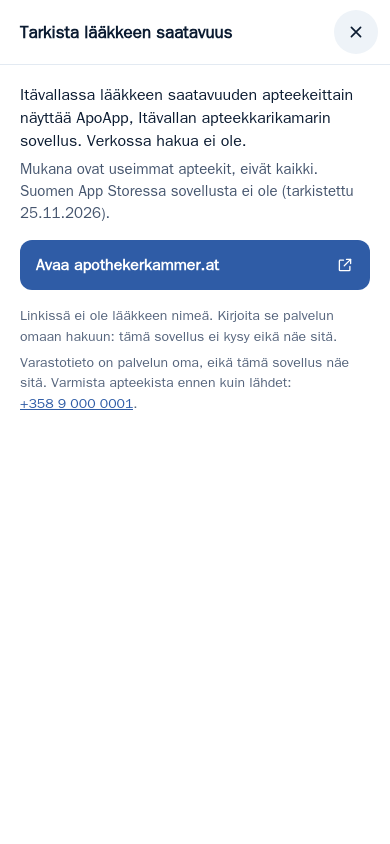 Tarkista lääkkeen saatavuus
Itävallassa lääkkeen saatavuuden apteekeittain
näyttää ApoApp, Itävallan apteekkarikamarin
sovellus. Verkossa hakua ei ole.
Mukana ovat useimmat apteekit, eivät kaikki.
Suomen App Storessa sovellusta ei ole (tarkistettu
25.11.2026).
Avaa apothekerkammer.at
Linkissä ei ole lääkkeen nimeä. Kirjoita se palvelun
omaan hakuun: tämä sovellus ei kysy eikä näe sitä.
Varastotieto on palvelun oma, eikä tämä sovellus näe
sitä. Varmista apteekista ennen kuin lähdet:
+358 9 000 0001.